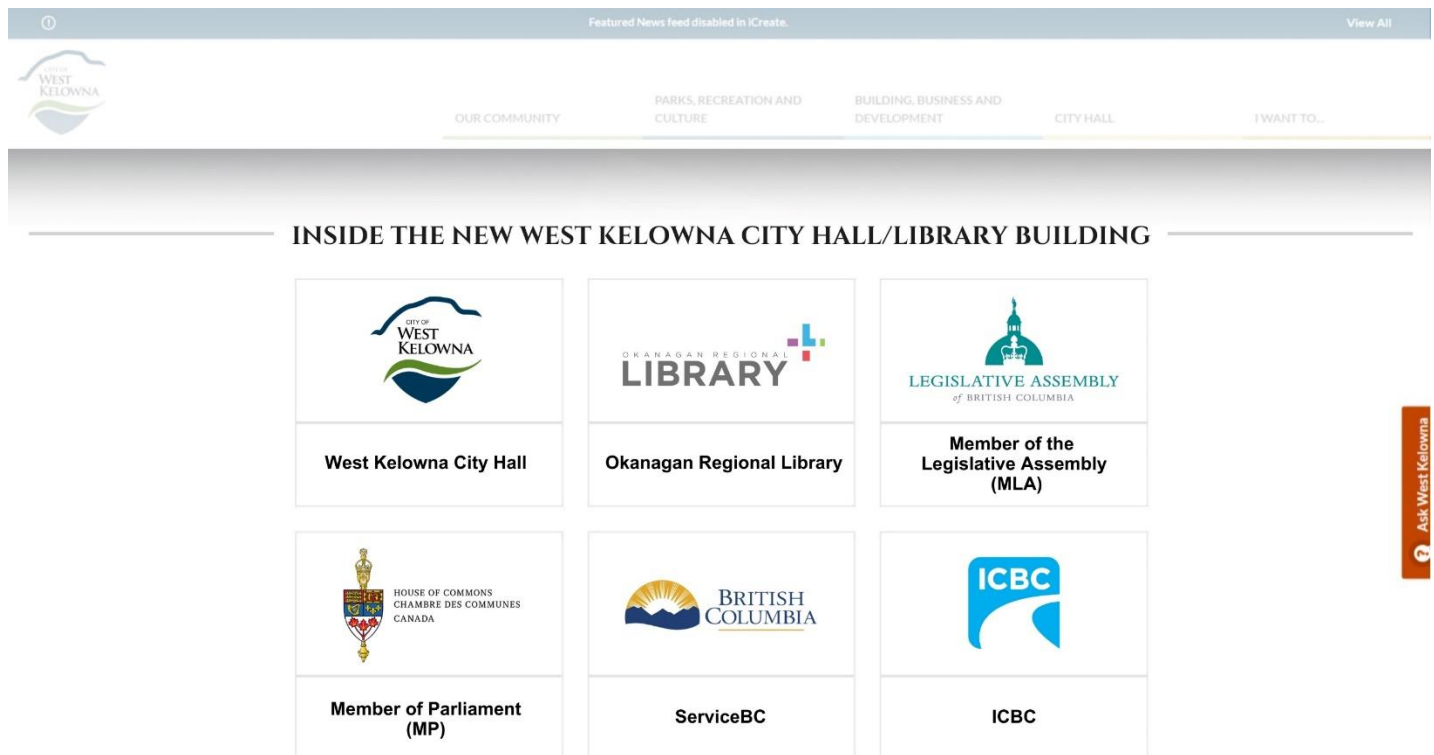 Featured News feed disabled in iCreate.
View All
CITY OF
WEST
KELOWNA
OUR COMMUNITY
PARKS, RECREATION AND
CULTURE
BUILDING, BUSINESS AND
DEVELOPMENT
CITY HALL
I WANT TO...
INSIDE THE NEW WEST KELOWNA CITY HALL/LIBRARY BUILDING
CITY OF
WEST
KELOWNA
West Kelowna City Hall
OKANAGAN REGIONAL
LIBRARY
Okanagan Regional Library
LEGISLATIVE ASSEMBLY
of BRITISH COLUMBIA
Member of the
Legislative Assembly
(MLA)
HOUSE OF COMMONS
CHAMBRE DES COMMUNES
CANADA
Member of Parliament
(MP)
BRITISH
COLUMBIA
ServiceBC
ICBC
ICBC
? Ask West Kelowna